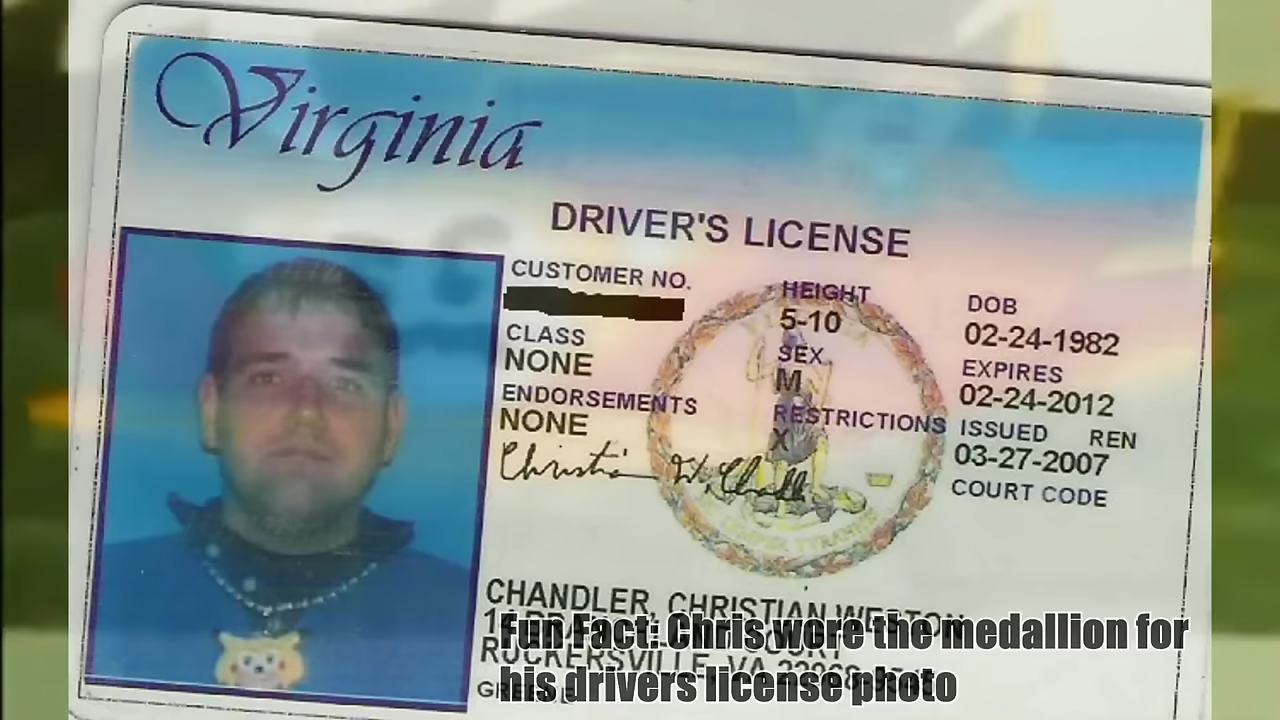 Virginia
DRIVER'S LICENSE
CUSTOMER NO.
CLASS
NONE
ENDORSEMENTS
NONE
HEIGHT
5-10
SEX
M
RESTRICTIONS
X
DOB
02-24-1982
EXPIRES
02-24-2012
ISSUED REN
03-27-2007
COURT CODE
CHANDLER, CHRISTIAN WESTON
RUCKERSVILLE, VA
Fun Fact: Chris wore the medallion for
his drivers license photo